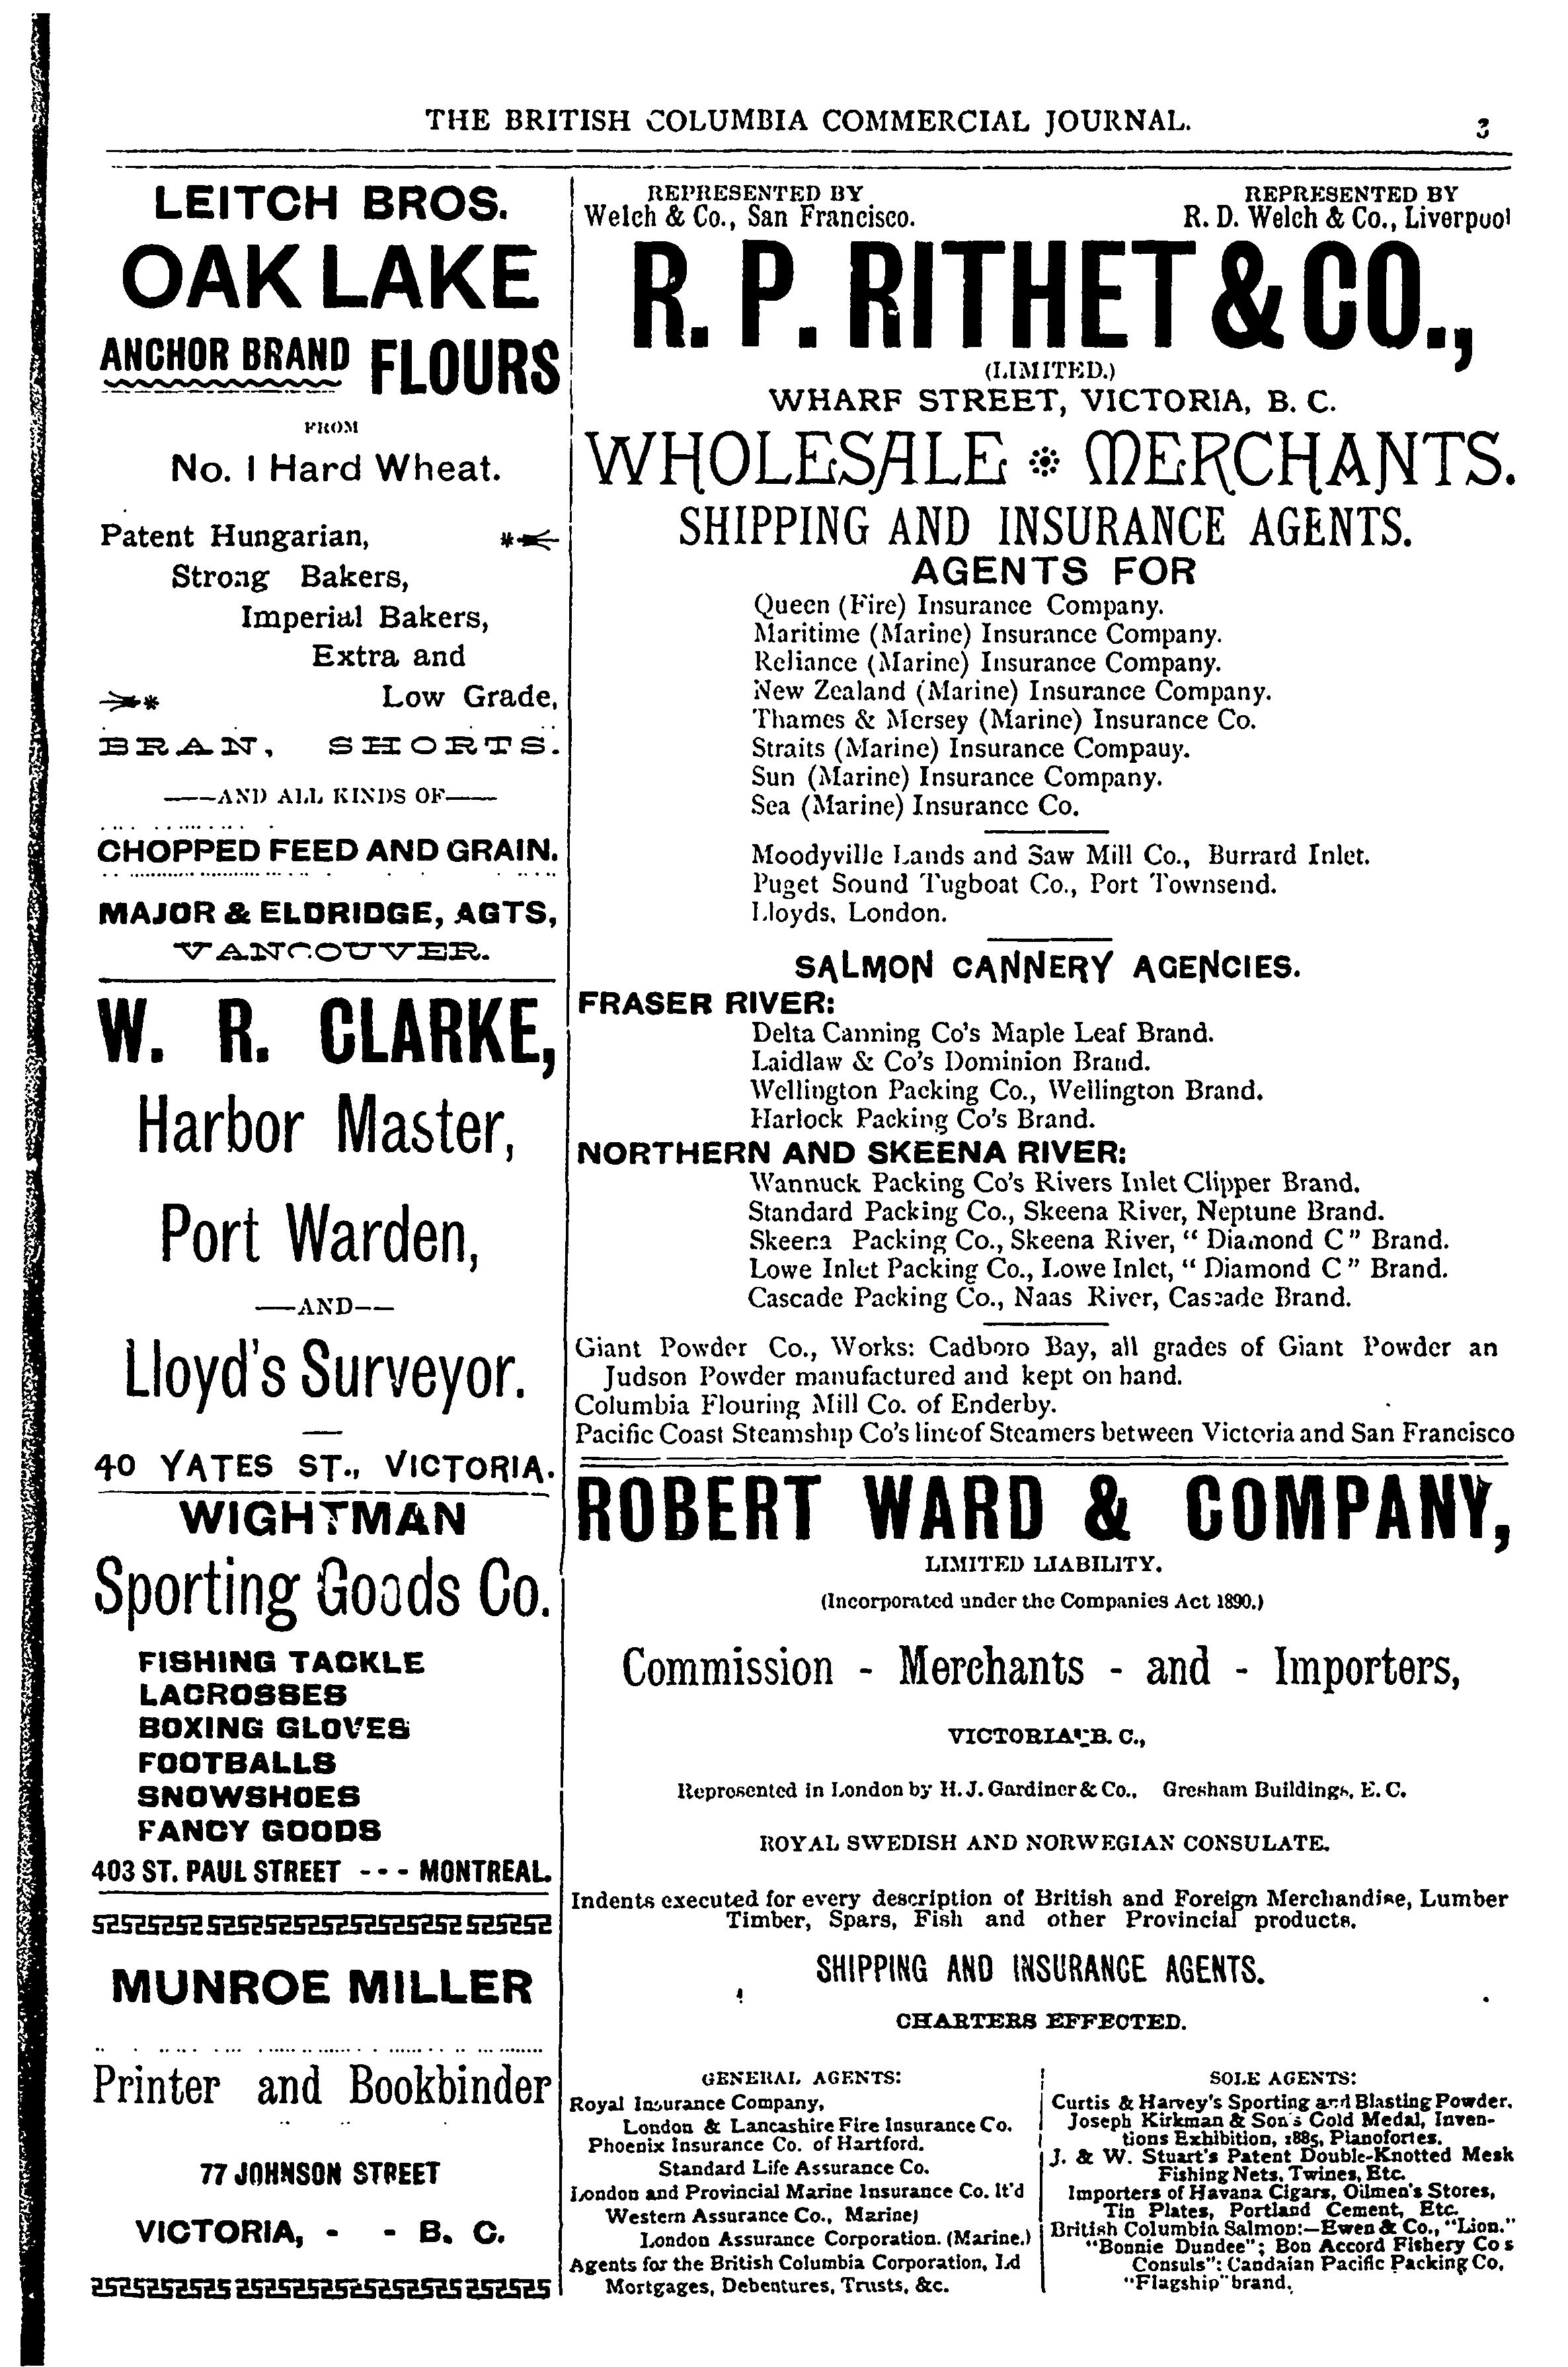 THE BRITISH COLUMBIA COMMERCIAL JOURNAL.
3
LEITCH BROS.
OAK LAKE
ANCHOR BRAND FLOURS
FROM
No. 1 Hard Wheat.
Patent Hungarian,
Strong Bakers,
Imperial Bakers,
Extra and
Low Grade,
BRAN, SHORTS.
—AND ALL KINDS OF—
CHOPPED FEED AND GRAIN.
MAJOR & ELDRIDGE, AGTS,
VANCOUVER.
W. R. CLARKE,
Harbor Master,
Port Warden,
—AND—
Lloyd's Surveyor.
40 YATES ST., VICTORIA.
WIGHTMAN
Sporting Goods Co.
FISHING TACKLE
LACROSSES
BOXING GLOVES
FOOTBALLS
SNOWSHOES
FANCY GOODS
403 ST. PAUL STREET - - - MONTREAL.
MUNROE MILLER
Printer and Bookbinder
77 JOHNSON STREET
VICTORIA, - - B. C.
REPRESENTED BY
Welch & Co., San Francisco.
REPRESENTED BY
R. D. Welch & Co., Liverpool
R. P. RITHET & CO.,
(LIMITED.)
WHARF STREET, VICTORIA, B. C.
WHOLESALE MERCHANTS.
SHIPPING AND INSURANCE AGENTS.
AGENTS FOR
Queen (Fire) Insurance Company.
Maritime (Marine) Insurance Company.
Reliance (Marine) Insurance Company.
New Zealand (Marine) Insurance Company.
Thames & Mersey (Marine) Insurance Co.
Straits (Marine) Insurance Compauy.
Sun (Marine) Insurance Company.
Sea (Marine) Insurance Co.
Moodyville Lands and Saw Mill Co., Burrard Inlet.
Puget Sound Tugboat Co., Port Townsend.
Lloyds, London.
SALMON CANNERY AGENCIES.
FRASER RIVER:
Delta Canning Co's Maple Leaf Brand.
Laidlaw & Co's Dominion Brand.
Wellington Packing Co., Wellington Brand.
Harlock Packing Co's Brand.
NORTHERN AND SKEENA RIVER:
Wannuck Packing Co's Rivers Inlet Clipper Brand.
Standard Packing Co., Skeena River, Neptune Brand.
Skeena Packing Co., Skeena River, " Diamond C " Brand.
Lowe Inlet Packing Co., Lowe Inlet, " Diamond C " Brand.
Cascade Packing Co., Naas River, Cascade Brand.
Giant Powder Co., Works: Cadboro Bay, all grades of Giant Powder an
Judson Powder manufactured and kept on hand.
Columbia Flouring Mill Co. of Enderby.
Pacific Coast Steamship Co's line of Steamers between Victoria and San Francisco
ROBERT WARD & COMPANY,
LIMITED LIABILITY.
(Incorporated under the Companies Act 1890.)
Commission - Merchants - and - Importers,
VICTORIA, B. C.,
Represented in London by H. J. Gardiner & Co., Gresham Buildings, E. C.
ROYAL SWEDISH AND NORWEGIAN CONSULATE.
Indents executed for every description of British and Foreign Merchandise, Lumber
Timber, Spars, Fish and other Provincial products.
SHIPPING AND INSURANCE AGENTS.
CHARTERS EFFECTED.
GENERAL AGENTS:
Royal Insurance Company,
London & Lancashire Fire Insurance Co.
Phoenix Insurance Co. of Hartford.
Standard Life Assurance Co.
London and Provincial Marine Insurance Co. lt'd
Western Assurance Co., Marine)
London Assurance Corporation. (Marine.)
Agents for the British Columbia Corporation, Ld
Mortgages, Debentures, Trusts, &c.
SOLE AGENTS:
Curtis & Harvey's Sporting and Blasting Powder.
Joseph Kirkman & Son's Gold Medal, Inven-
tions Exhibition, 1885, Pianofortes.
J. & W. Stuart's Patent Double-Knotted Mesk
Fishing Nets, Twines, Etc.
Importers of Havana Cigars, Oilmen's Stores,
Tin Plates, Portland Cement, Etc.
British Columbia Salmon:—Ewen & Co., "Lion."
"Bonnie Dundee"; Bon Accord Fishery Co s
Consuls"; Candaian Pacific Packing Co,
"Flagship" brand.